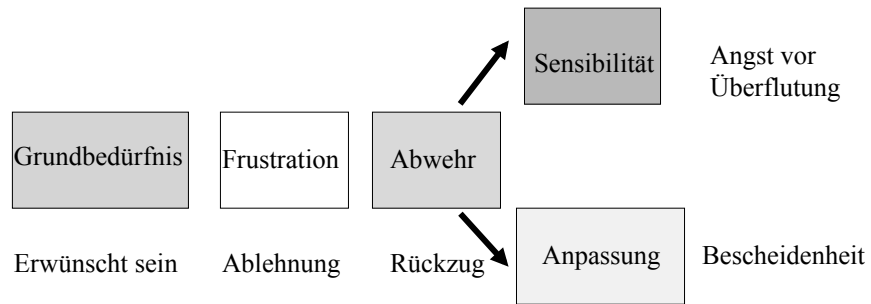 Sensibilität
Angst vor
Überflutung
Grundbedürfnis
Frustration
Abwehr
Erwünscht sein
Ablehnung
Rückzug
Anpassung
Bescheidenheit